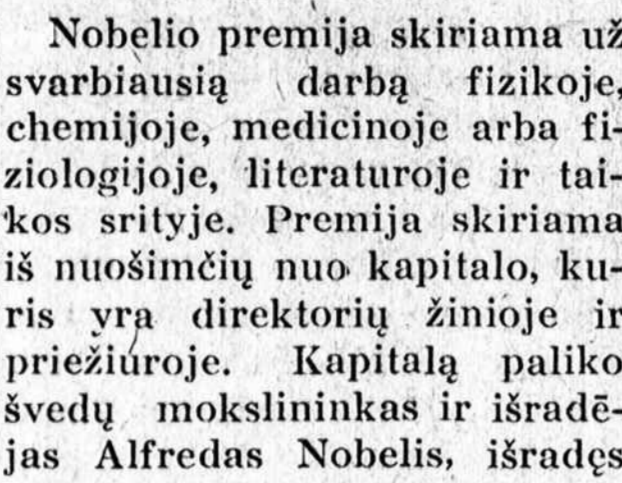 Nobelio premija skiriama už
svarbiausią darbą fizikoje,
chemijoje, medicinoje arba fi-
ziologijoje, literaturoje ir tai-
kos srityje. Premija skiriama
iš nuošimčių nuo kapitalo, ku-
ris yra direktorių žinioje ir
priežiuroje. Kapitalą paliko
švedų mokslininkas ir išradē-
jas Alfredas Nobelis, išradęs